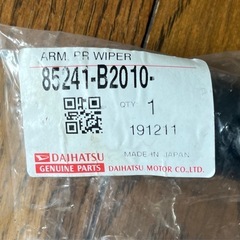 ARM, RR WIPER
85241-B2010-
QTY 1
191211
MADE IN JAPAN
DAIHATSU
GENUINE PARTS
DAIHATSU MOTOR CO.,LTD.